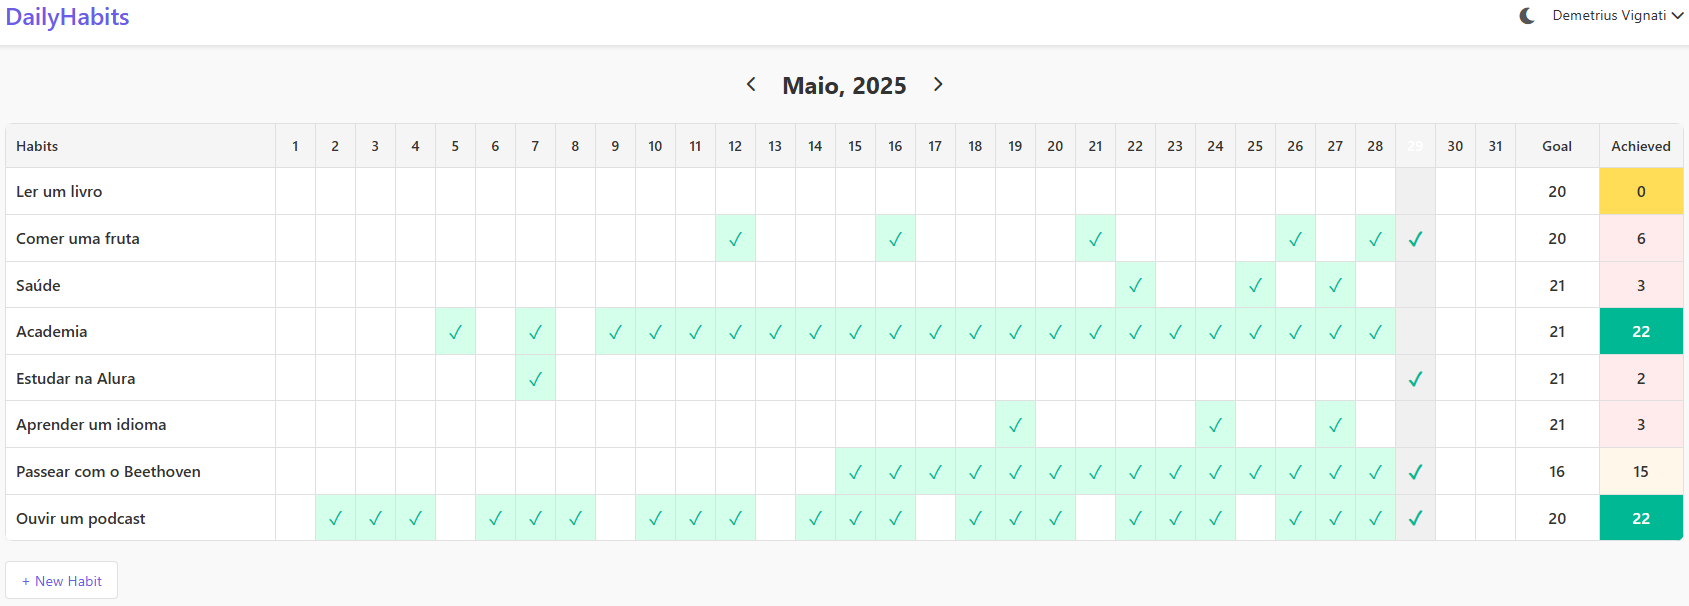 DailyHabits
Demetrius Vignati
Maio, 2025
Habits 1 2 3 4 5 6 7 8 9 10 11 12 13 14 15 16 17 18 19 20 21 22 23 24 25 26 27 28 29 30 31 Goal Achieved
Ler um livro 20 0
Comer uma fruta ✓ ✓ ✓ ✓ ✓ ✓ 20 6
Saúde ✓ ✓ ✓ 21 3
Academia ✓ ✓ ✓ ✓ ✓ ✓ ✓ ✓ ✓ ✓ ✓ ✓ ✓ ✓ ✓ ✓ ✓ ✓ ✓ ✓ ✓ ✓ 21 22
Estudar na Alura ✓ ✓ 21 2
Aprender um idioma ✓ ✓ ✓ 21 3
Passear com o Beethoven ✓ ✓ ✓ ✓ ✓ ✓ ✓ ✓ ✓ ✓ ✓ ✓ ✓ ✓ ✓ 16 15
Ouvir um podcast ✓ ✓ ✓ ✓ ✓ ✓ ✓ ✓ ✓ ✓ ✓ ✓ ✓ ✓ ✓ ✓ ✓ ✓ ✓ ✓ ✓ ✓ 20 22
+ New Habit